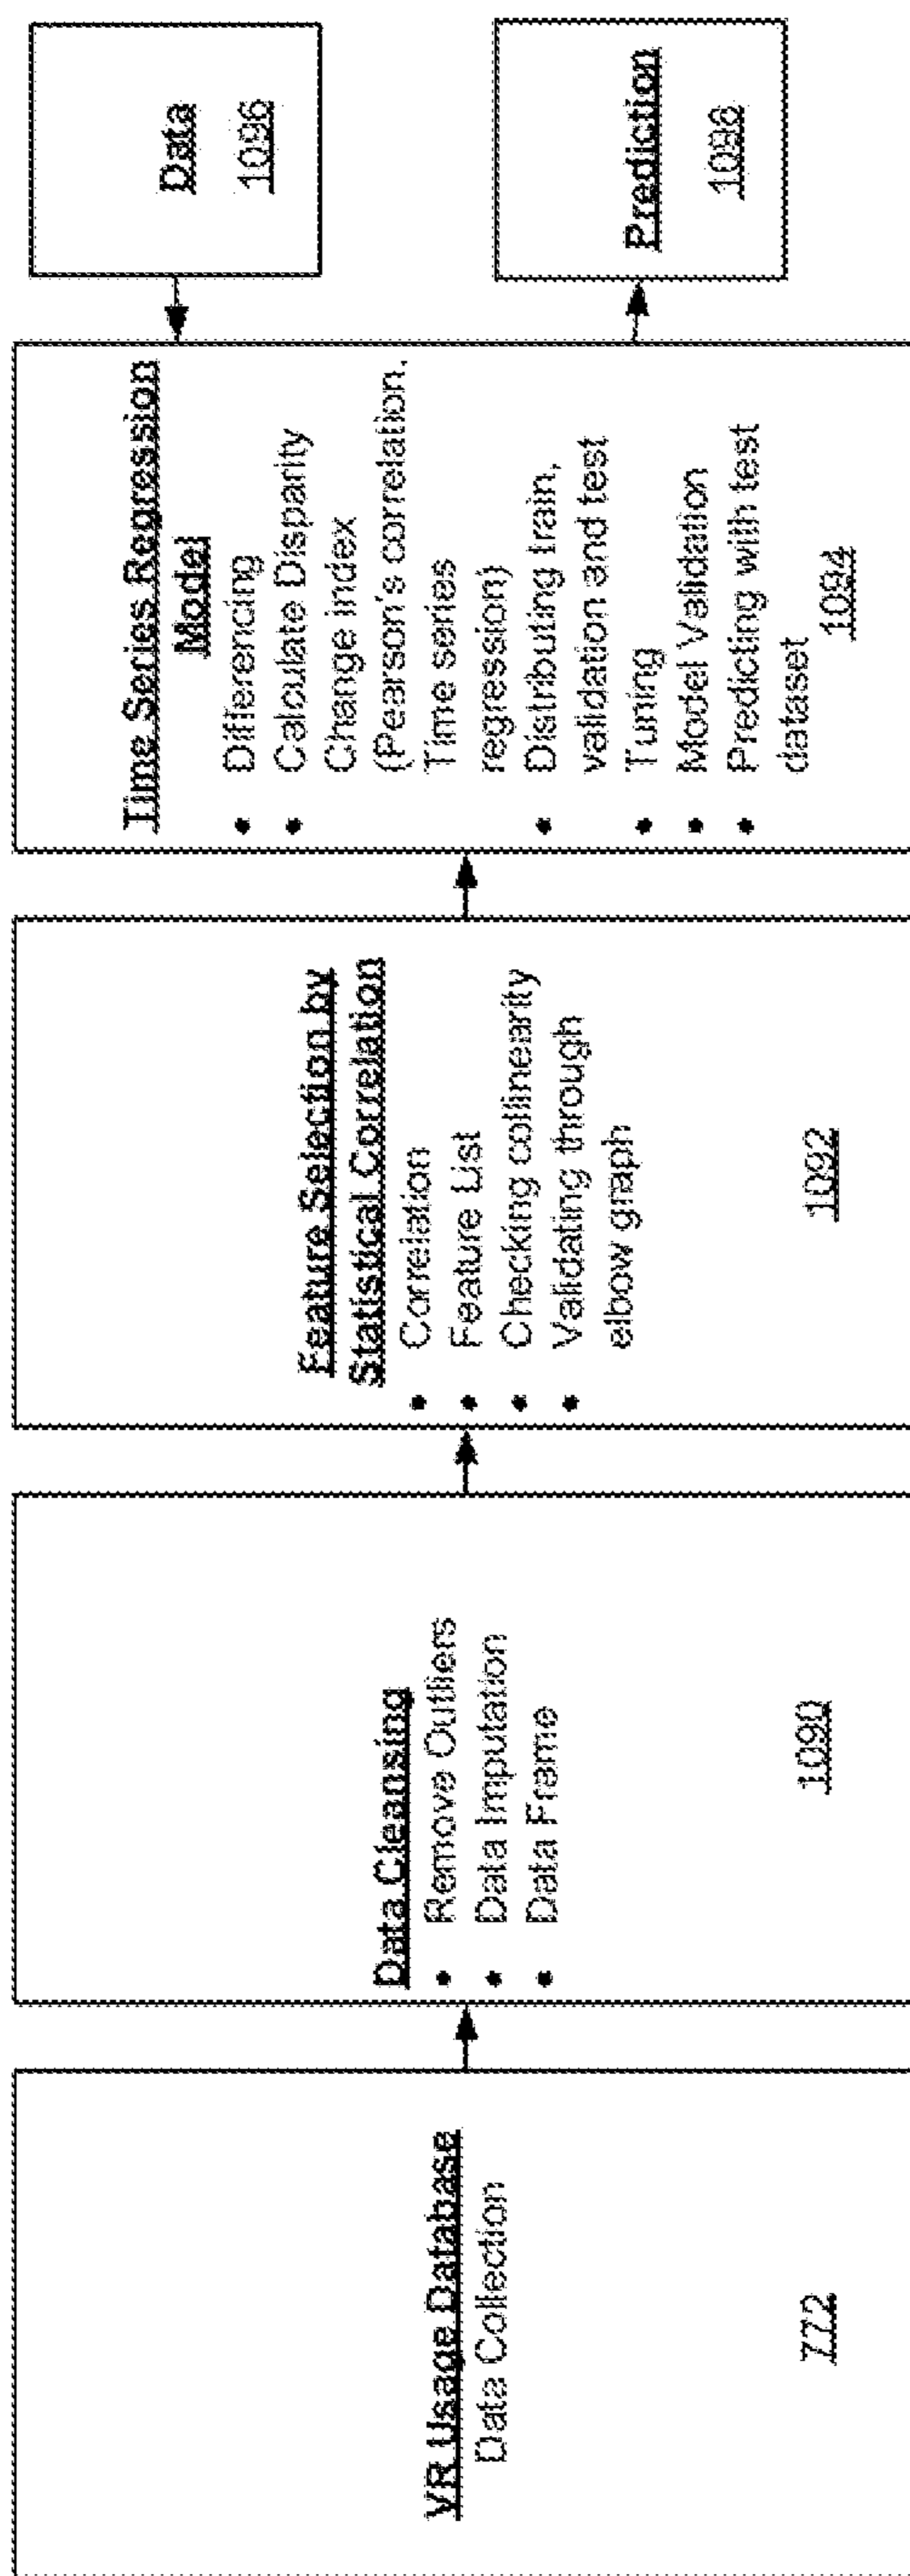 VR Usage Database
Data Collection
772
Data Cleansing
• Remove Outliers
• Data Imputation
• Data Frame
1090
Feature Selection by
Statistical Correlation
• Correlation
• Feature List
• Checking collinearity
• Validating through
elbow graph
1092
Time Series Regression
Model
• Differencing
• Calculate Disparity
Change Index
(Pearson's correlation,
Time series
regression)
• Distributing train,
validation and test
• Tuning
• Model Validation
• Predicting with test
dataset
1094
Data
1096
Prediction
1098